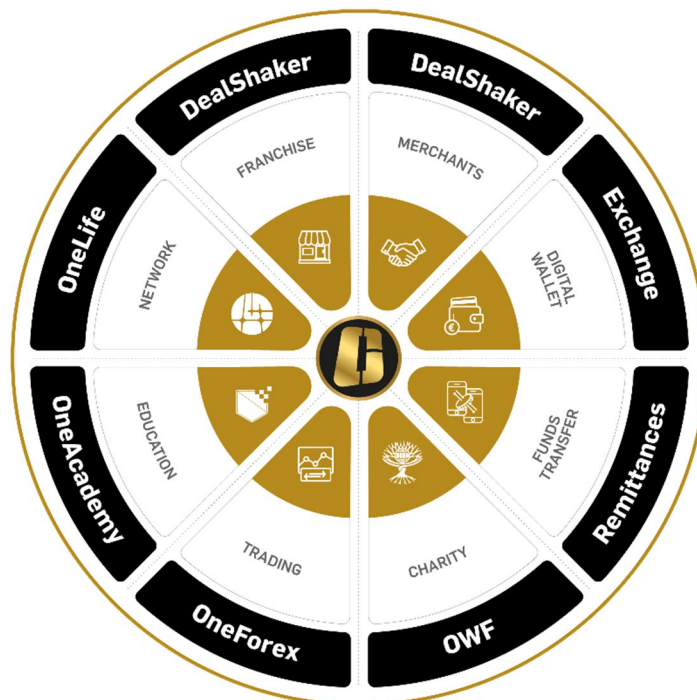 DealShaker
FRANCHISE
DealShaker
MERCHANTS
Exchange
DIGITAL
WALLET
Remittances
FUNDS
TRANSFER
OWF
CHARITY
OneForex
TRADING
OneAcademy
EDUCATION
OneLife
NETWORK
€